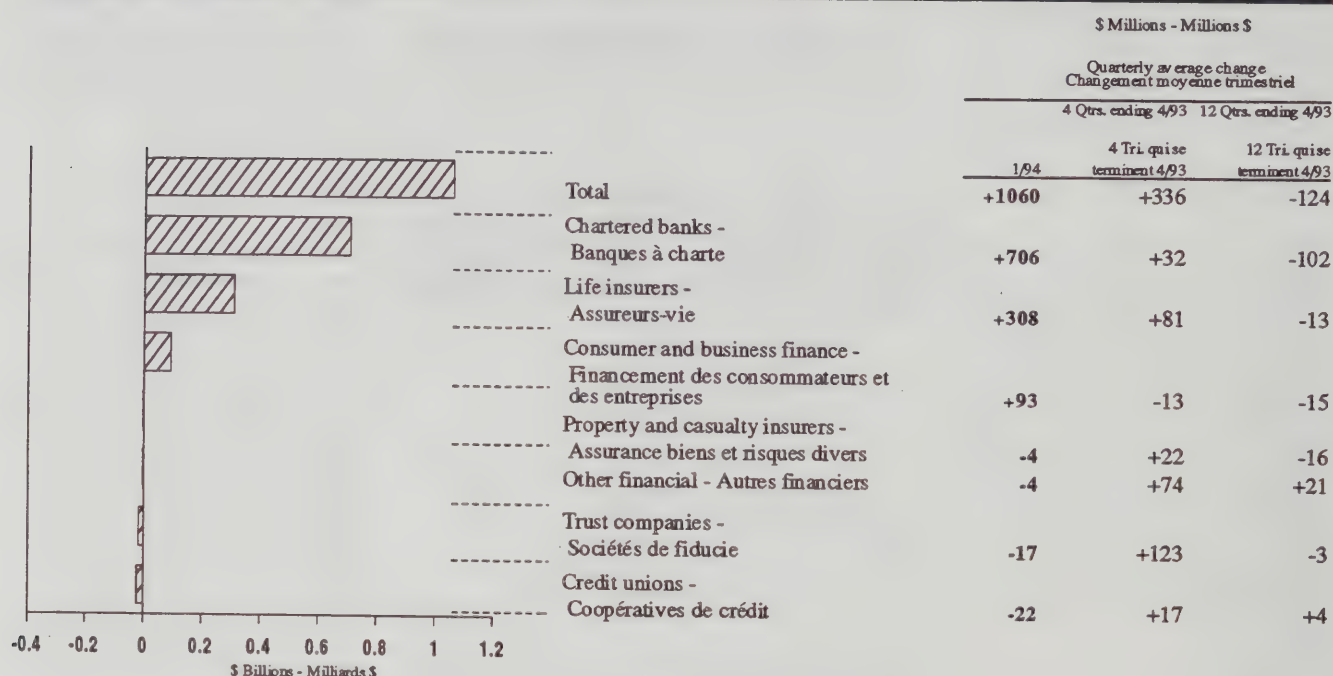 $ Millions - Millions $
Quarterly av erage change
Changement moyenne trimestriel
4 Qtrs. ending 4/93 12 Qtrs. ending 4/93
1/94
4 Tri. qui se
terminent 4/93
12 Tri. qui se
terminent 4/93
Total +1060 +336 -124
Chartered banks -
Banques à charte +706 +32 -102
Life insurers -
Assureurs-vie +308 +81 -13
Consumer and business finance -
Financement des consommateurs et
des entreprises +93 -13 -15
Property and casualty insurers -
Assurance biens et risques divers -4 +22 -16
Other financial - Autres financiers -4 +74 +21
Trust companies -
Sociétés de fiducie -17 +123 -3
Credit unions -
Coopératives de crédit -22 +17 +4
-0.4 -0.2 0 0.2 0.4 0.6 0.8 1 1.2
$ Billions - Milliards $